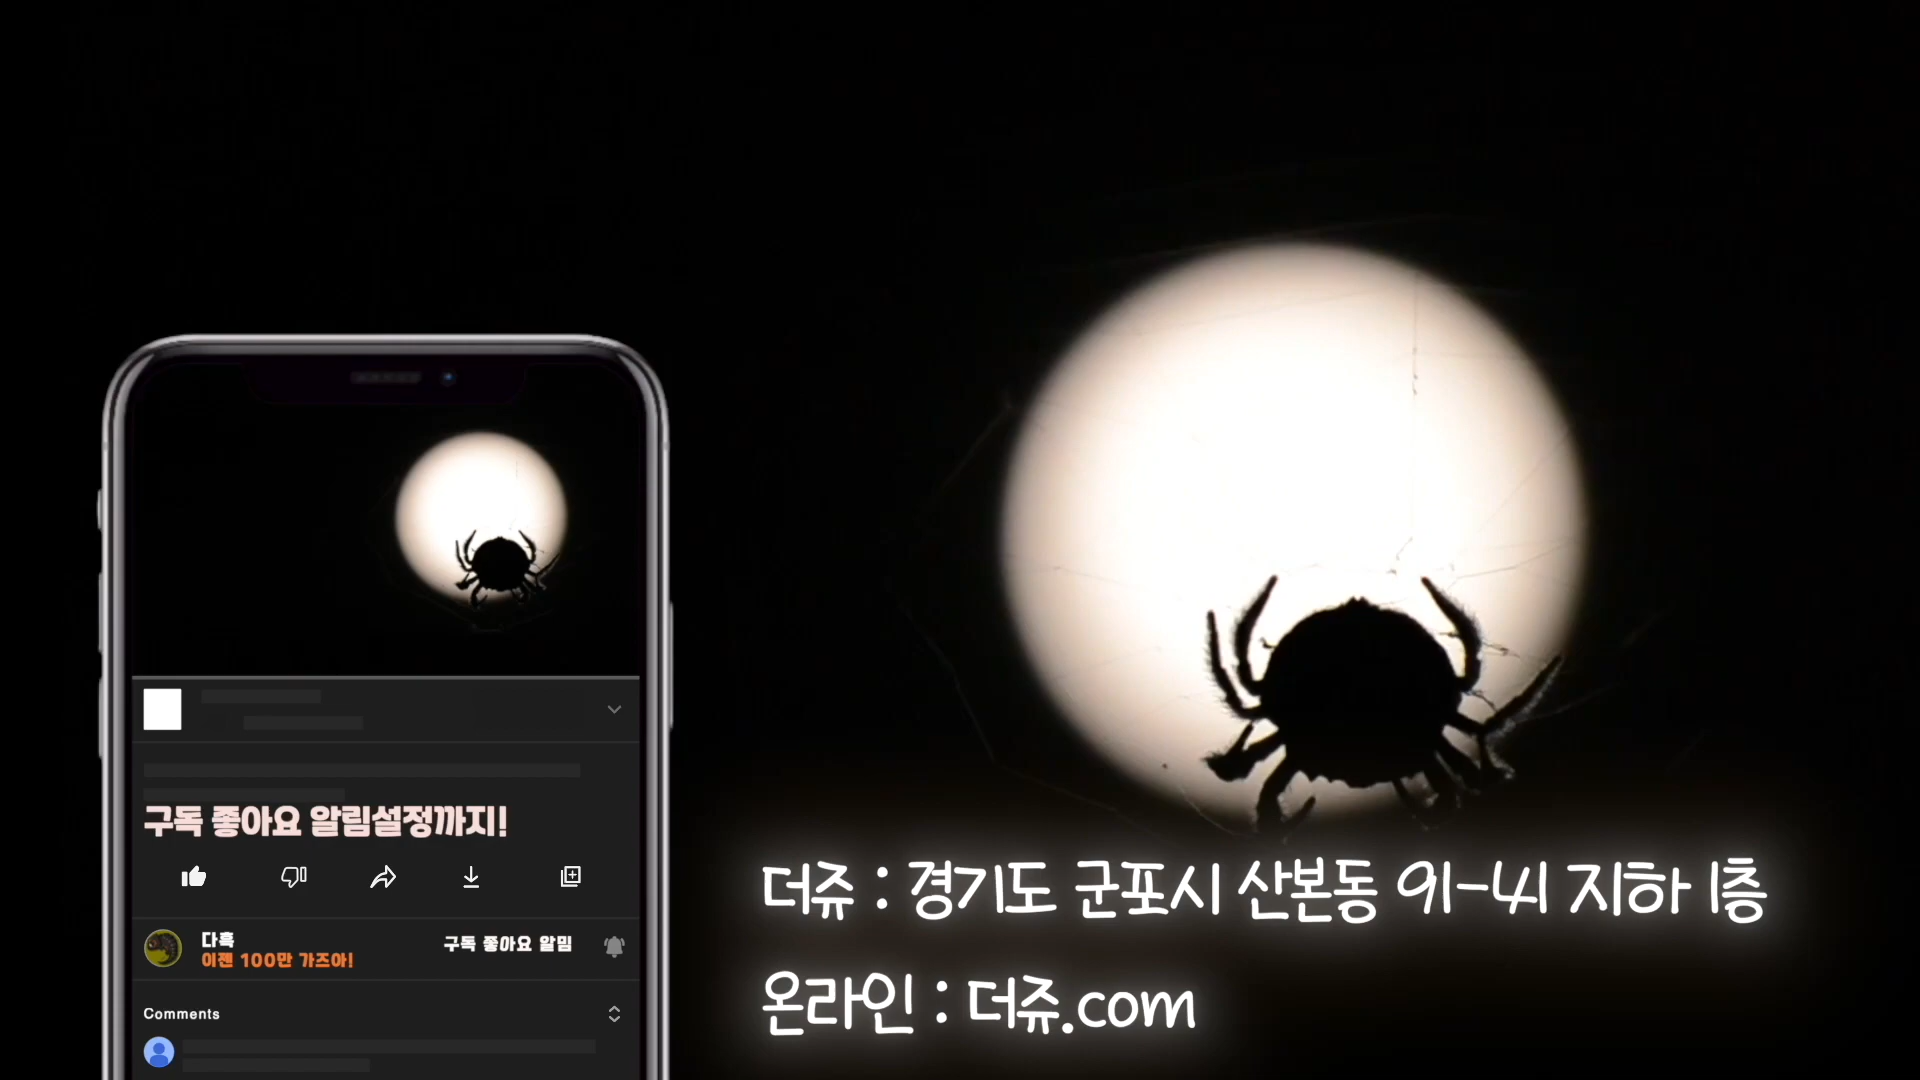 구독 좋아요 알림설정까지!
다흑
이젠 100만 가즈아!
구독 좋아요 알림
Comments
더쥬 : 경기도 군포시 산본동 91-41 지하 1층
온라인 : 더쥬.com